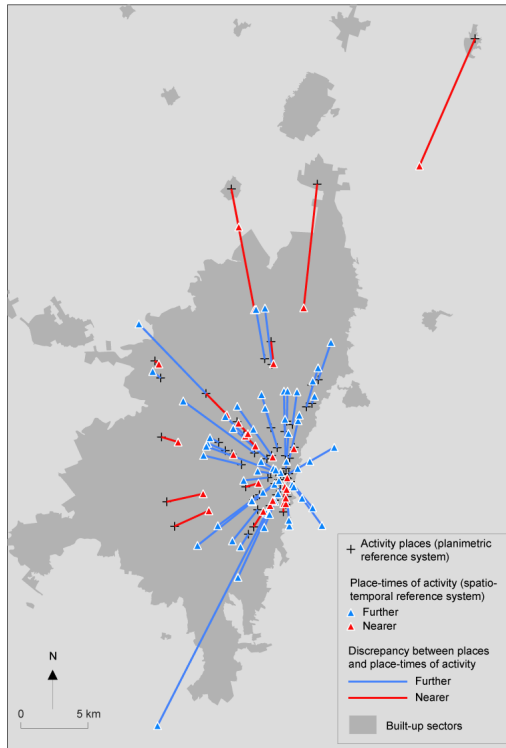 Activity places (planimetric
reference system)
Place-times of activity (spatio-
temporal reference system)
Further
Nearer
Discrepancy between places
and place-times of activity
Further
Nearer
Built-up sectors
N
0 5 km